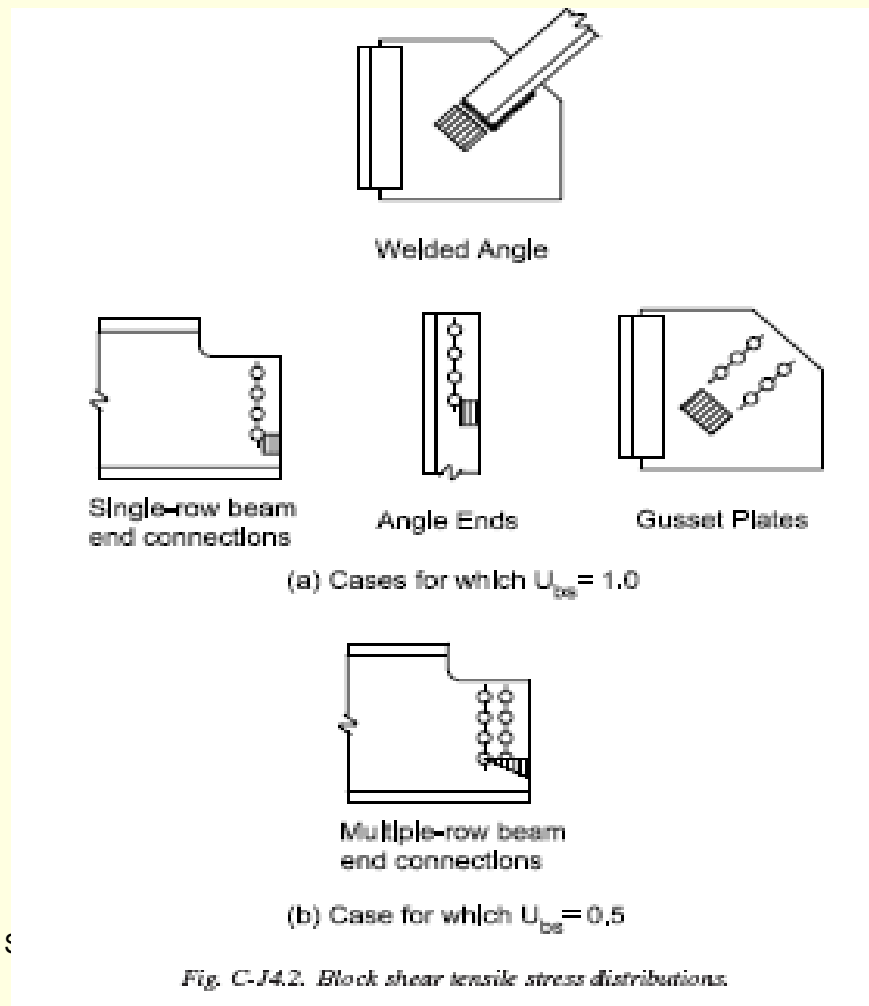 Welded Angle
Single-row beam
end connections
Angle Ends
Gusset Plates
(a) Cases for which U_bs = 1.0
Multiple-row beam
end connections
(b) Case for which U_bs = 0.5
S
Fig. C-J4.2. Block shear tensile stress distributions.